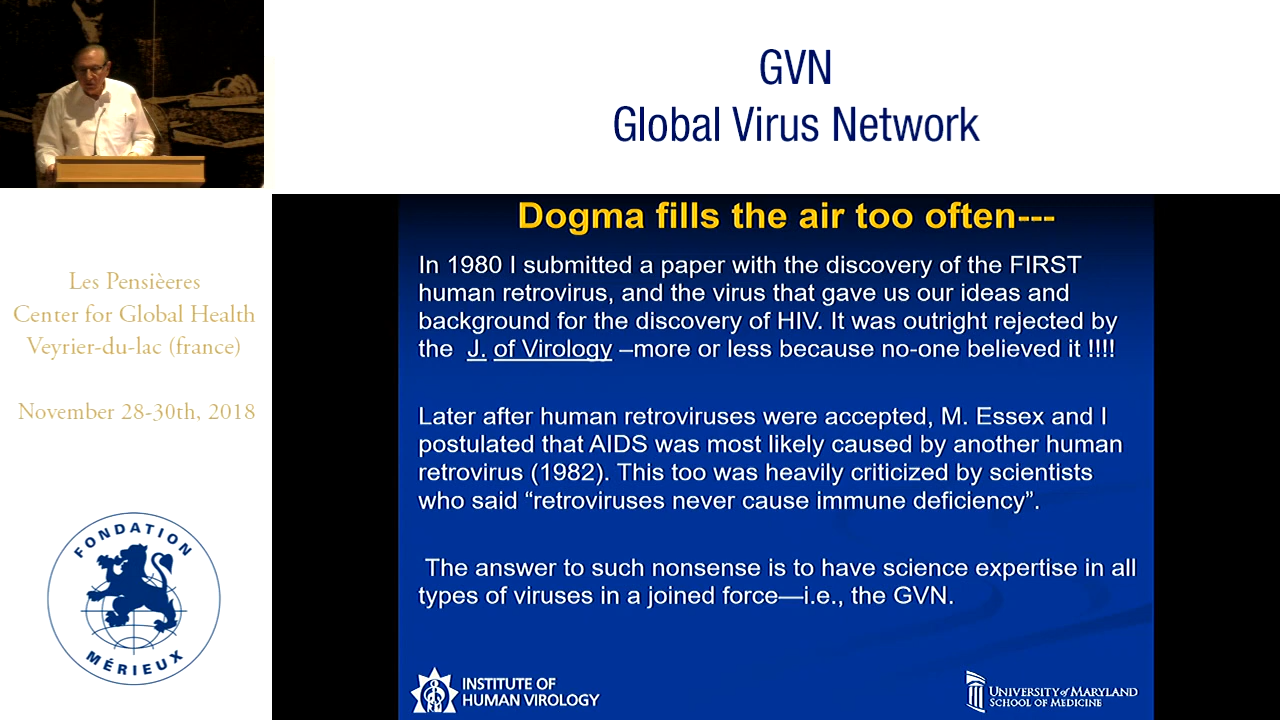 GVN
Global Virus Network
Les Pensièeres
Center for Global Health
Veyrier-du-lac (france)
November 28-30th, 2018
FONDATION
MÉRIEUX
Dogma fills the air too often---
In 1980 I submitted a paper with the discovery of the FIRST
human retrovirus, and the virus that gave us our ideas and
background for the discovery of HIV. It was outright rejected by
the J. of Virology –more or less because no-one believed it !!!!
Later after human retroviruses were accepted, M. Essex and I
postulated that AIDS was most likely caused by another human
retrovirus (1982). This too was heavily criticized by scientists
who said “retroviruses never cause immune deficiency”.
The answer to such nonsense is to have science expertise in all
types of viruses in a joined force—i.e., the GVN.
INSTITUTE OF
HUMAN VIROLOGY
UNIVERSITY of MARYLAND
SCHOOL OF MEDICINE